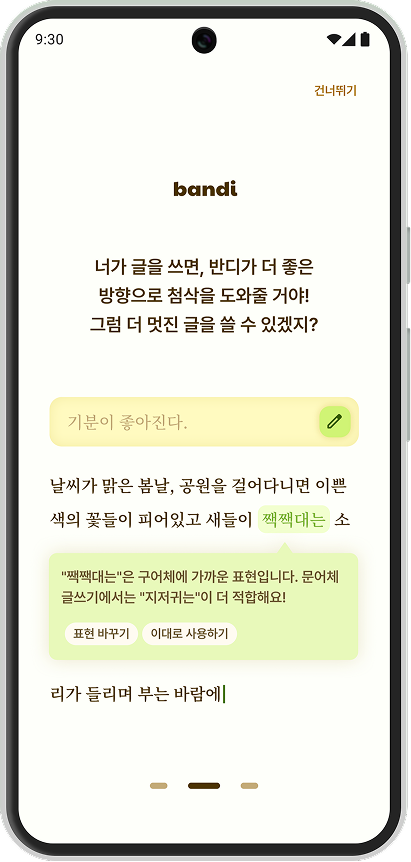 9:30
건너뛰기
bandi
너가 글을 쓰면, 반디가 더 좋은
방향으로 첨삭을 도와줄 거야!
그럼 더 멋진 글을 쓸 수 있겠지?
기분이 좋아진다.
날씨가 맑은 봄날, 공원을 걸어다니면 이쁜
색의 꽃들이 피어있고 새들이 짹짹대는 소
"짹짹대는"은 구어체에 가까운 표현입니다. 문어체
글쓰기에서는 "지저귀는"이 더 적합해요!
표현 바꾸기 이대로 사용하기
리가 들리며 부는 바람에